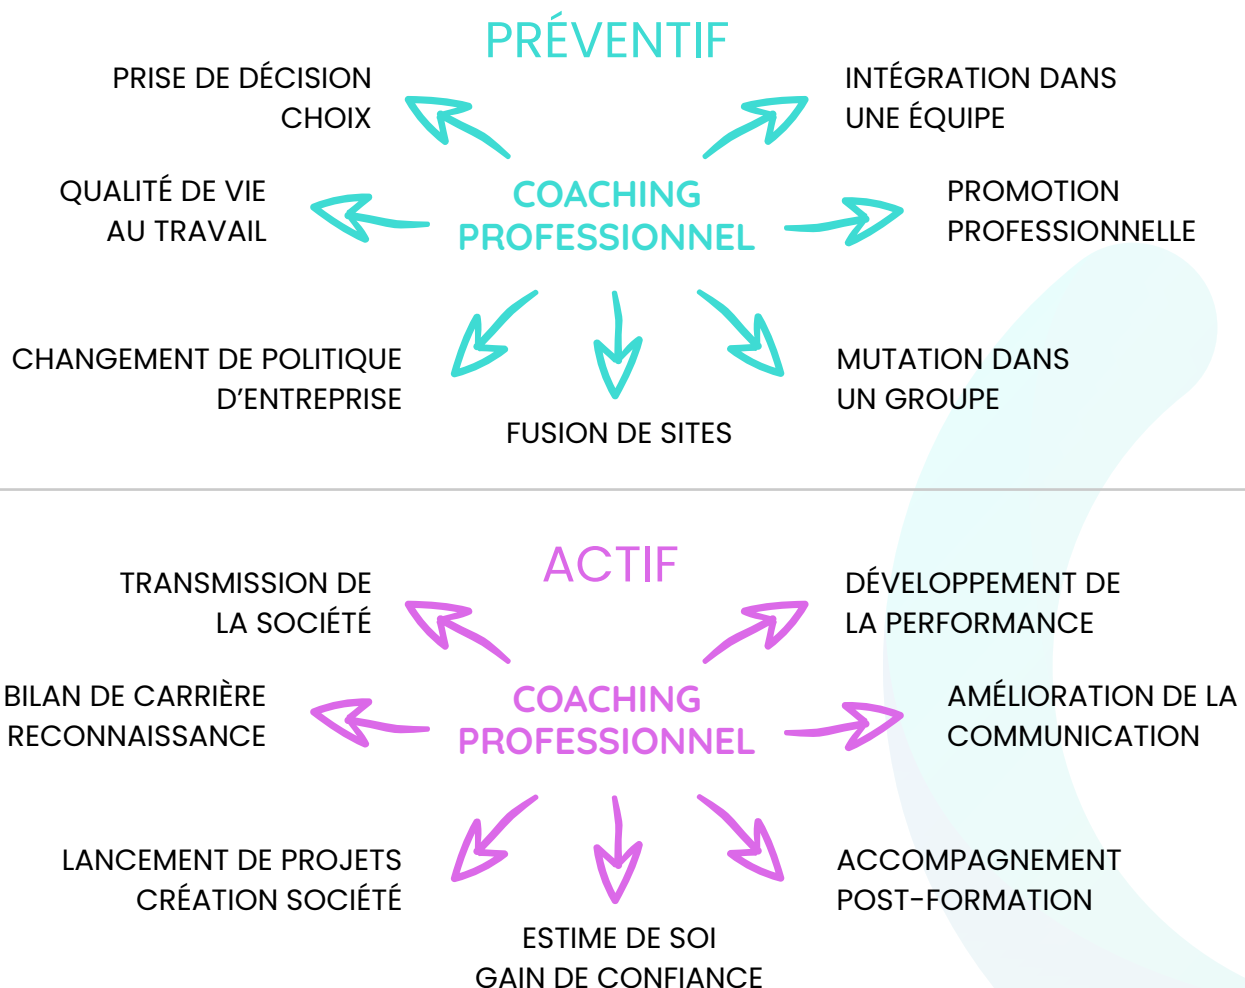 PRÉVENTIF
PRISE DE DÉCISION
CHOIX
INTÉGRATION DANS
UNE ÉQUIPE
QUALITÉ DE VIE
AU TRAVAIL
COACHING
PROFESSIONNEL
PROMOTION
PROFESSIONNELLE
CHANGEMENT DE POLITIQUE
D’ENTREPRISE
FUSION DE SITES
MUTATION DANS
UN GROUPE
ACTIF
TRANSMISSION DE
LA SOCIÉTÉ
DÉVELOPPEMENT DE
LA PERFORMANCE
BILAN DE CARRIÈRE
RECONNAISSANCE
COACHING
PROFESSIONNEL
AMÉLIORATION DE LA
COMMUNICATION
LANCEMENT DE PROJETS
CRÉATION SOCIÉTÉ
ESTIME DE SOI
GAIN DE CONFIANCE
ACCOMPAGNEMENT
POST-FORMATION